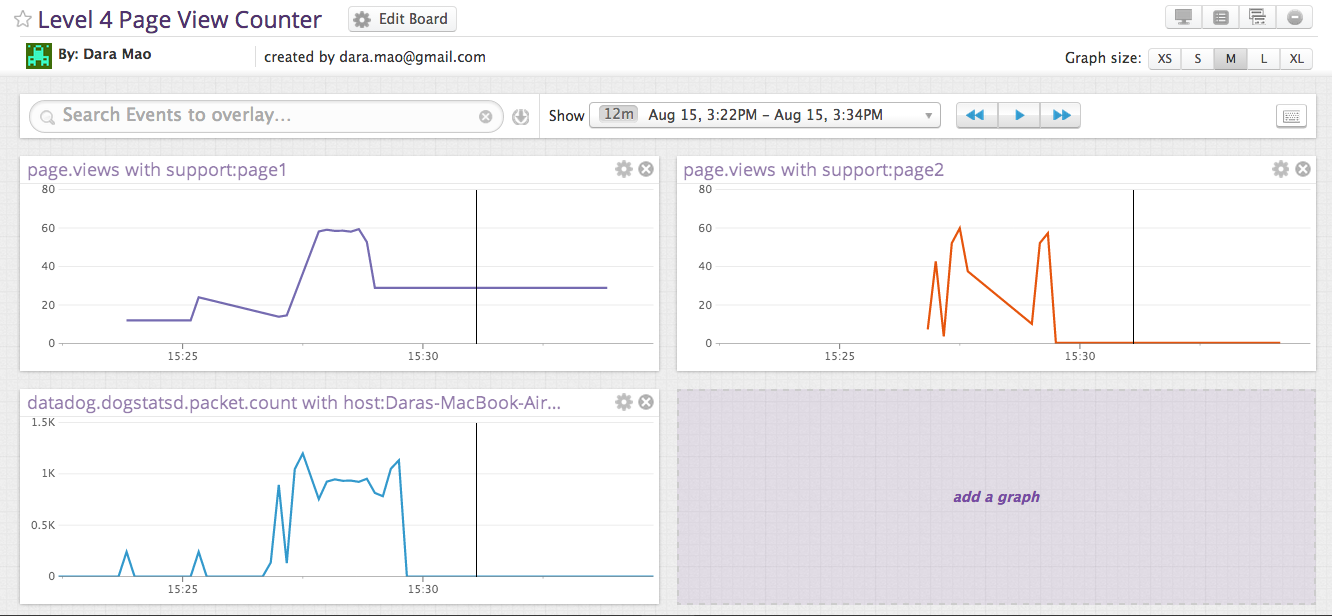 Level 4 Page View Counter Edit Board
By: Dara Mao created by dara.mao@gmail.com Graph size: XS S M L XL
Search Events to overlay... Show 12m Aug 15, 3:22PM – Aug 15, 3:34PM
page.views with support:page1
80
60
40
20
0
15:25 15:30
page.views with support:page2
80
60
40
20
0
15:25 15:30
datadog.dogstatsd.packet.count with host:Daras-MacBook-Air...
1.5K
1K
0.5K
0
15:25 15:30
add a graph